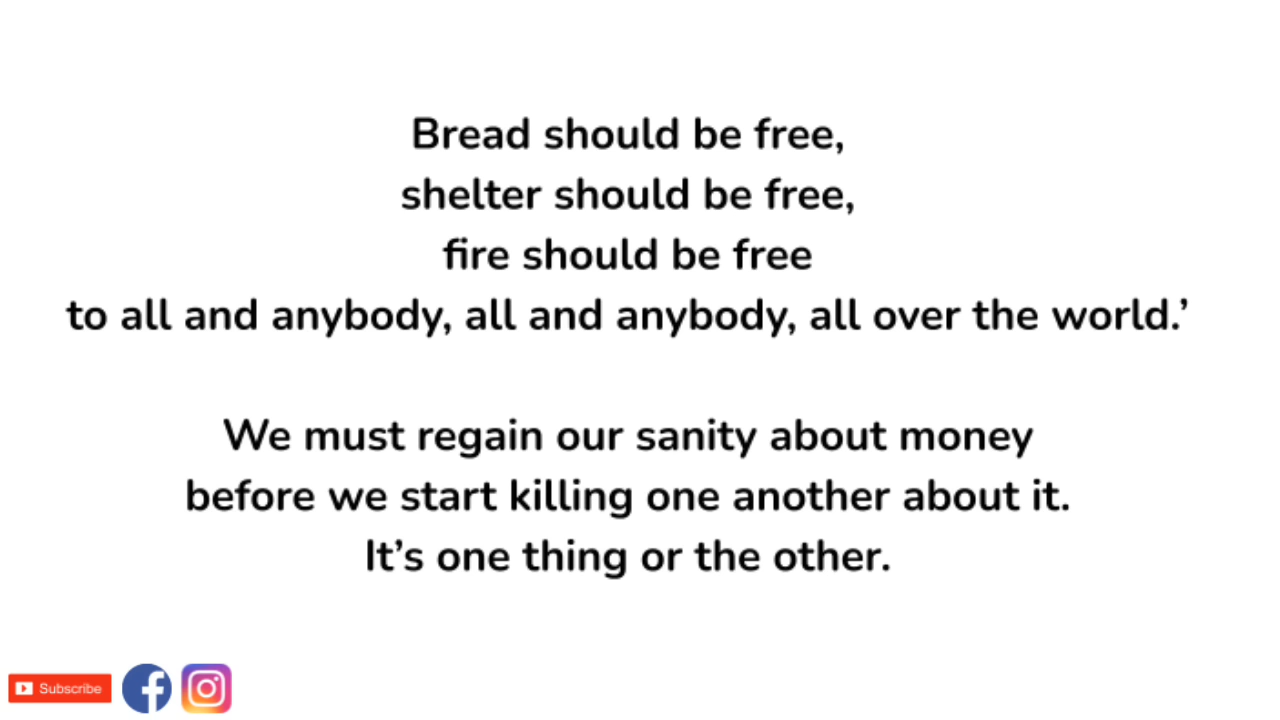 Bread should be free,
shelter should be free,
fire should be free
to all and anybody, all and anybody, all over the world.’
We must regain our sanity about money
before we start killing one another about it.
It’s one thing or the other.
Subscribe